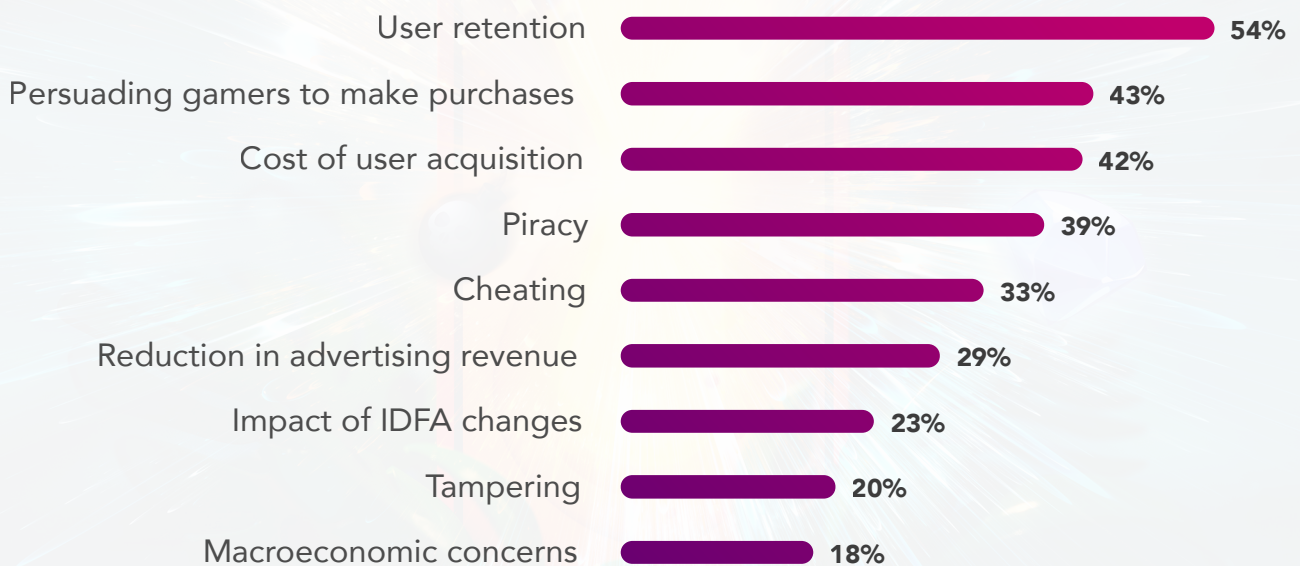 User retention 54%
Persuading gamers to make purchases 43%
Cost of user acquisition 42%
Piracy 39%
Cheating 33%
Reduction in advertising revenue 29%
Impact of IDFA changes 23%
Tampering 20%
Macroeconomic concerns 18%